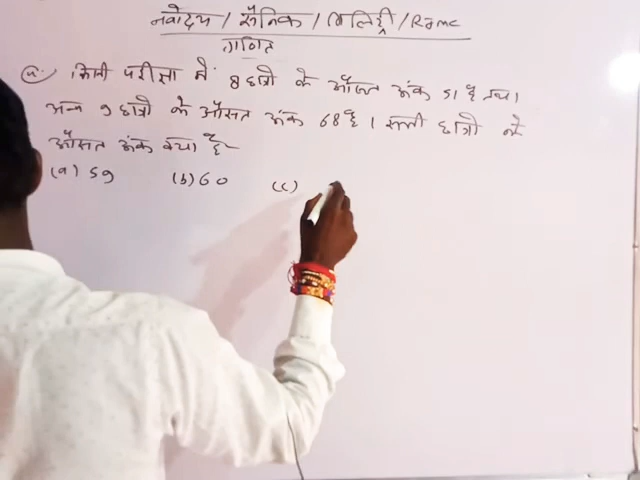 नवोदय / सैनिक / मिलिट्री / Rimc
गणित
Q. किसी परीक्षा में 8 छात्रों के औसत अंक 51 है तथा
अन्य 9 छात्रों के औसत अंक 68 है । सभी छात्रों के
औसत अंक क्या है
(a) 59 (b) 60 (c)